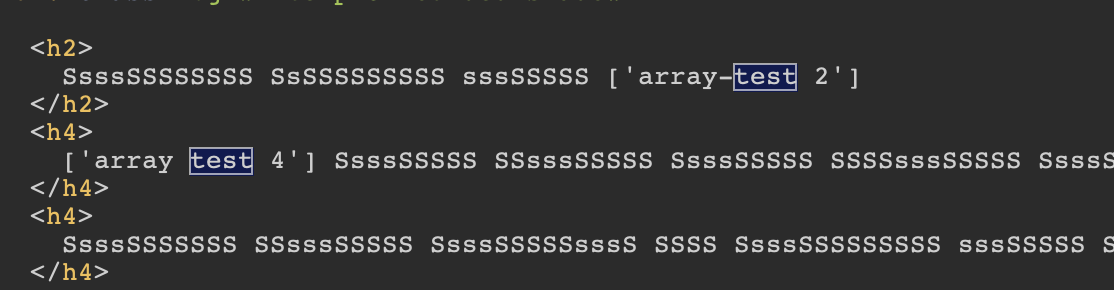 <h2>
SsssSSSSSSSS SsSSSSSSSSS sssSSSSS ['array-test 2']
</h2>
<h4>
['array test 4'] SsssSSSSS SSsssSSSSS SsssSSSSS SSSSsssSSSSS SsssS
</h4>
<h4>
SsssSSSSSSS SSsssSSSSS SsssSSSSSsssS SSSS SsssSSSSSSSSS sssSSSSS S
</h4>